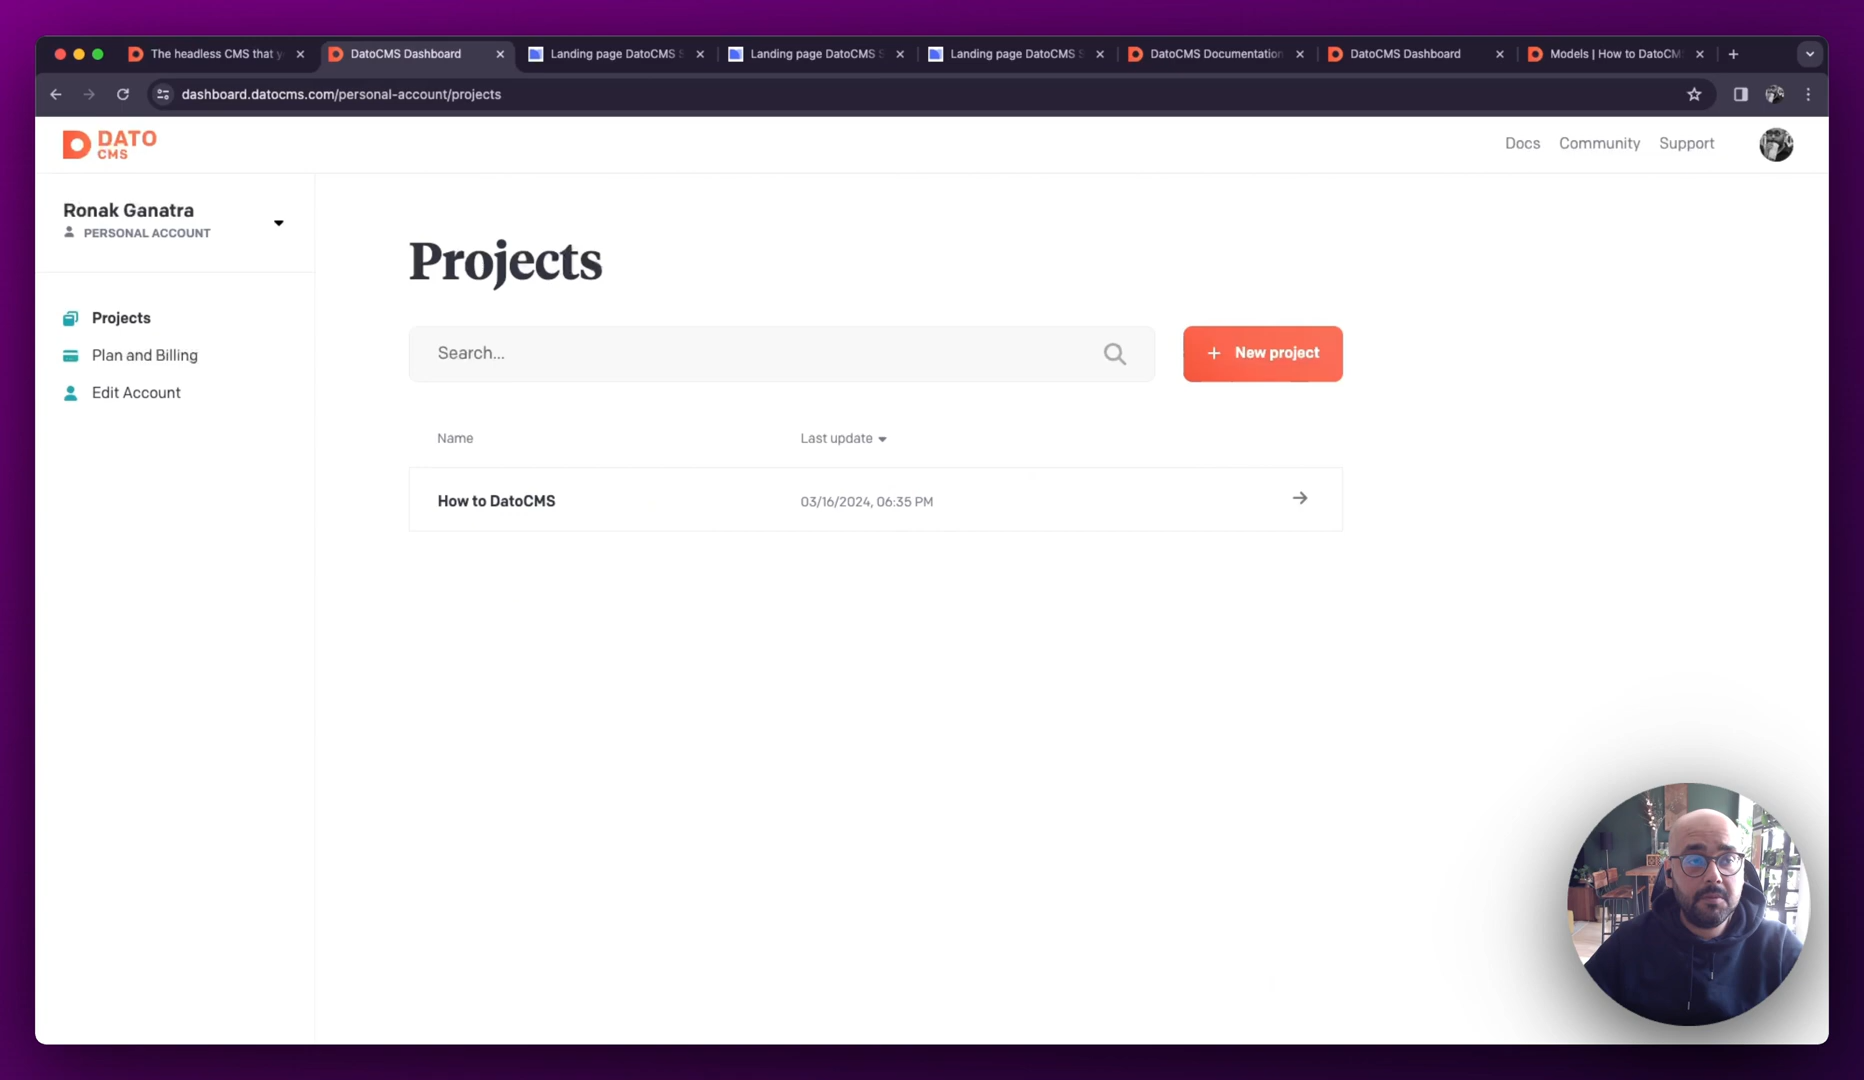 The headless CMS that y
DatoCMS Dashboard
Landing page DatoCMS S
Landing page DatoCMS S
Landing page DatoCMS S
DatoCMS Documentation
DatoCMS Dashboard
Models | How to DatoCM
dashboard.datocms.com/personal-account/projects
DATO
CMS
Docs
Community
Support
Ronak Ganatra
PERSONAL ACCOUNT
Projects
Plan and Billing
Edit Account
Projects
Search...
+ New project
Name
Last update
How to DatoCMS
03/16/2024, 06:35 PM